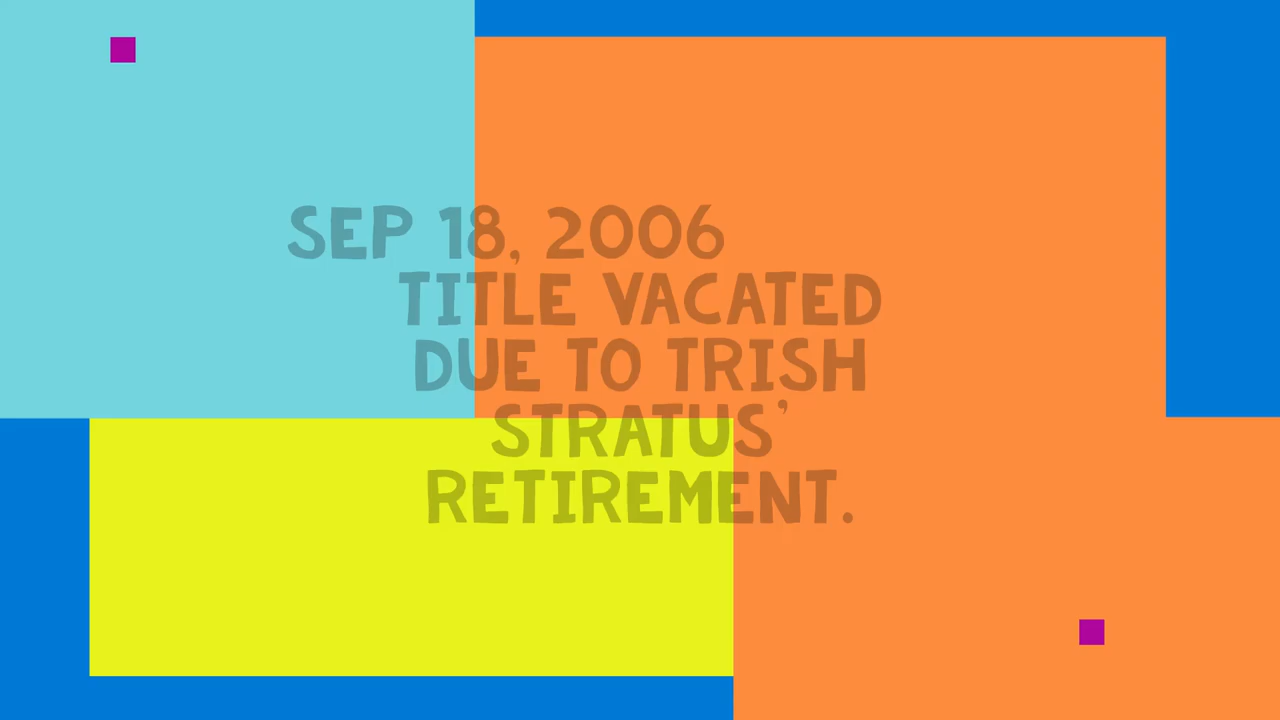 SEP 18, 2006
TITLE VACATED
DUE TO TRISH
STRATUS'
RETIREMENT.